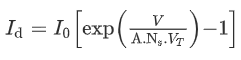 I_d = I_0 [exp(V / A.N_s.V_T) −1]